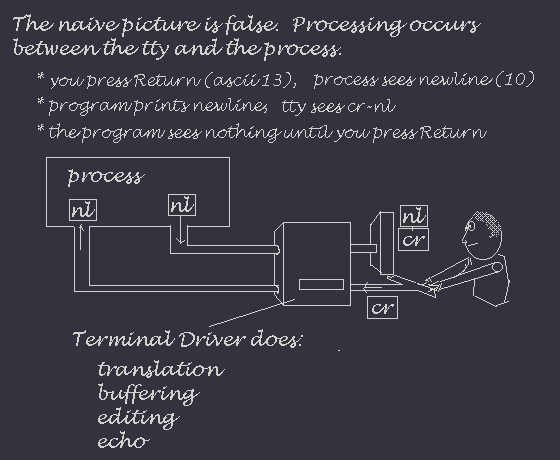 The naive picture is false. Processing occurs
between the tty and the process.
* you press Return (ascii 13), process sees newline (10)
* program prints newline, tty sees cr-nl
* the program sees nothing until you press Return
process
nl
nl
nl
cr
cr
Terminal Driver does:
translation
buffering
editing
echo